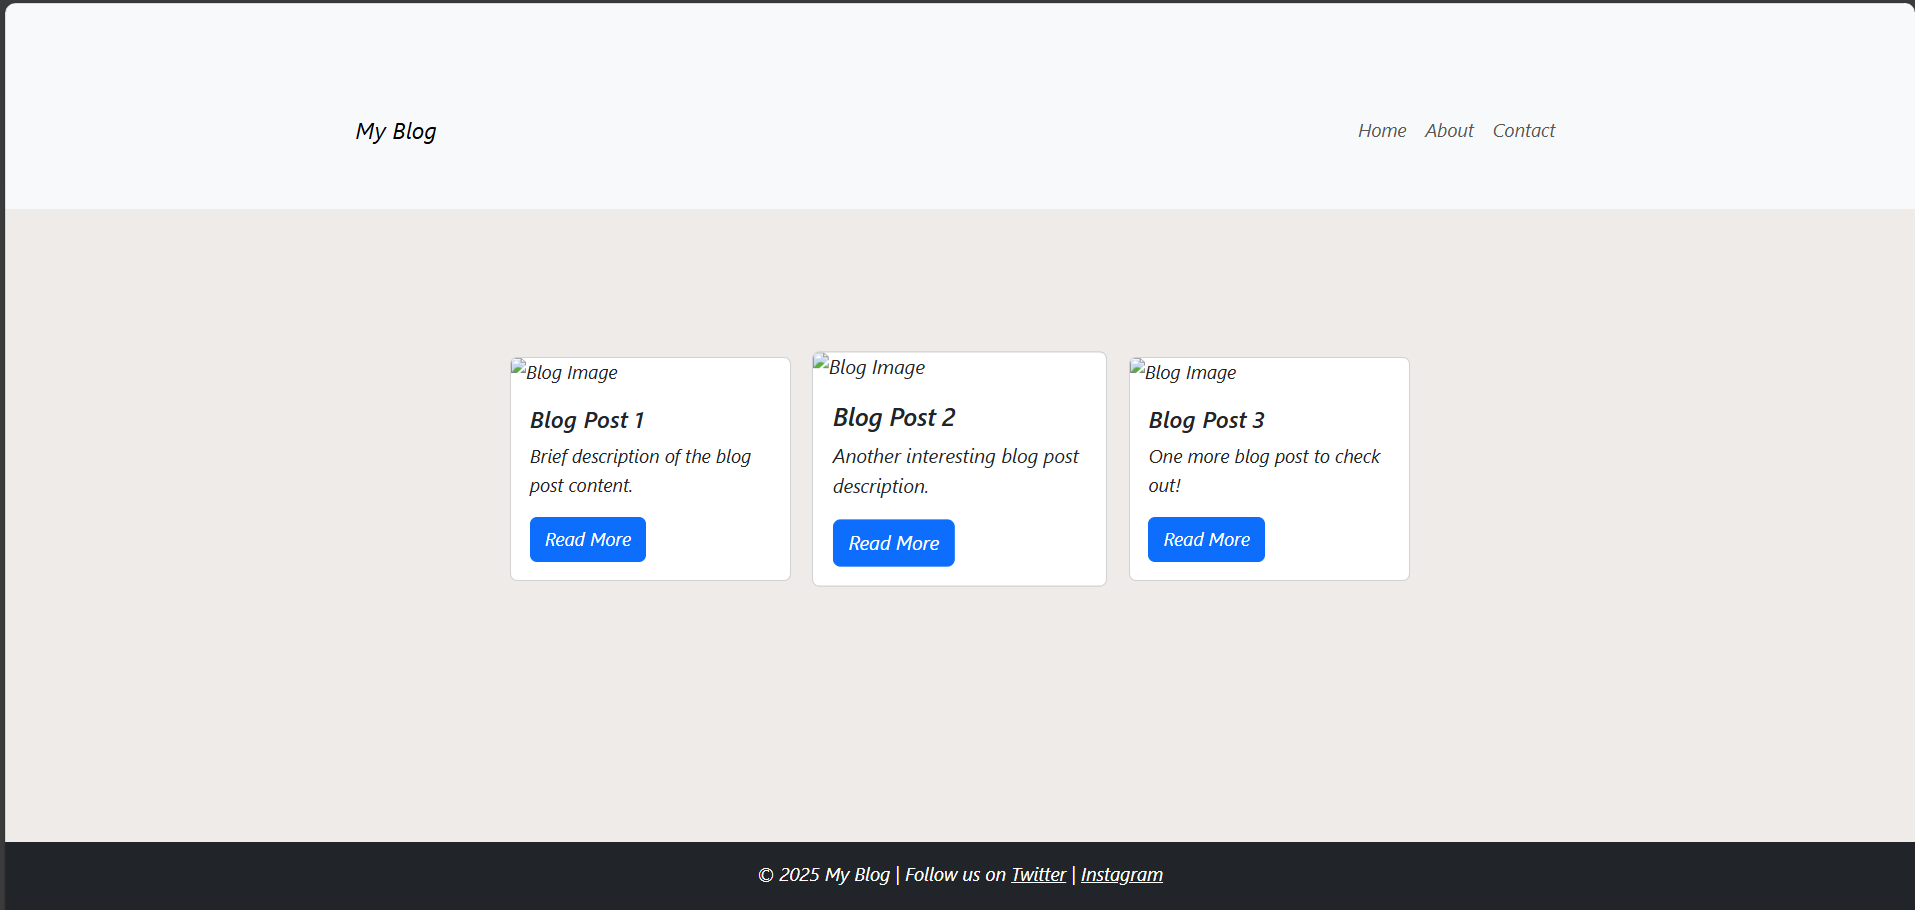 My Blog
Home About Contact
Blog Image
Blog Post 1
Brief description of the blog
post content.
Read More
Blog Image
Blog Post 2
Another interesting blog post
description.
Read More
Blog Image
Blog Post 3
One more blog post to check
out!
Read More
© 2025 My Blog | Follow us on Twitter | Instagram